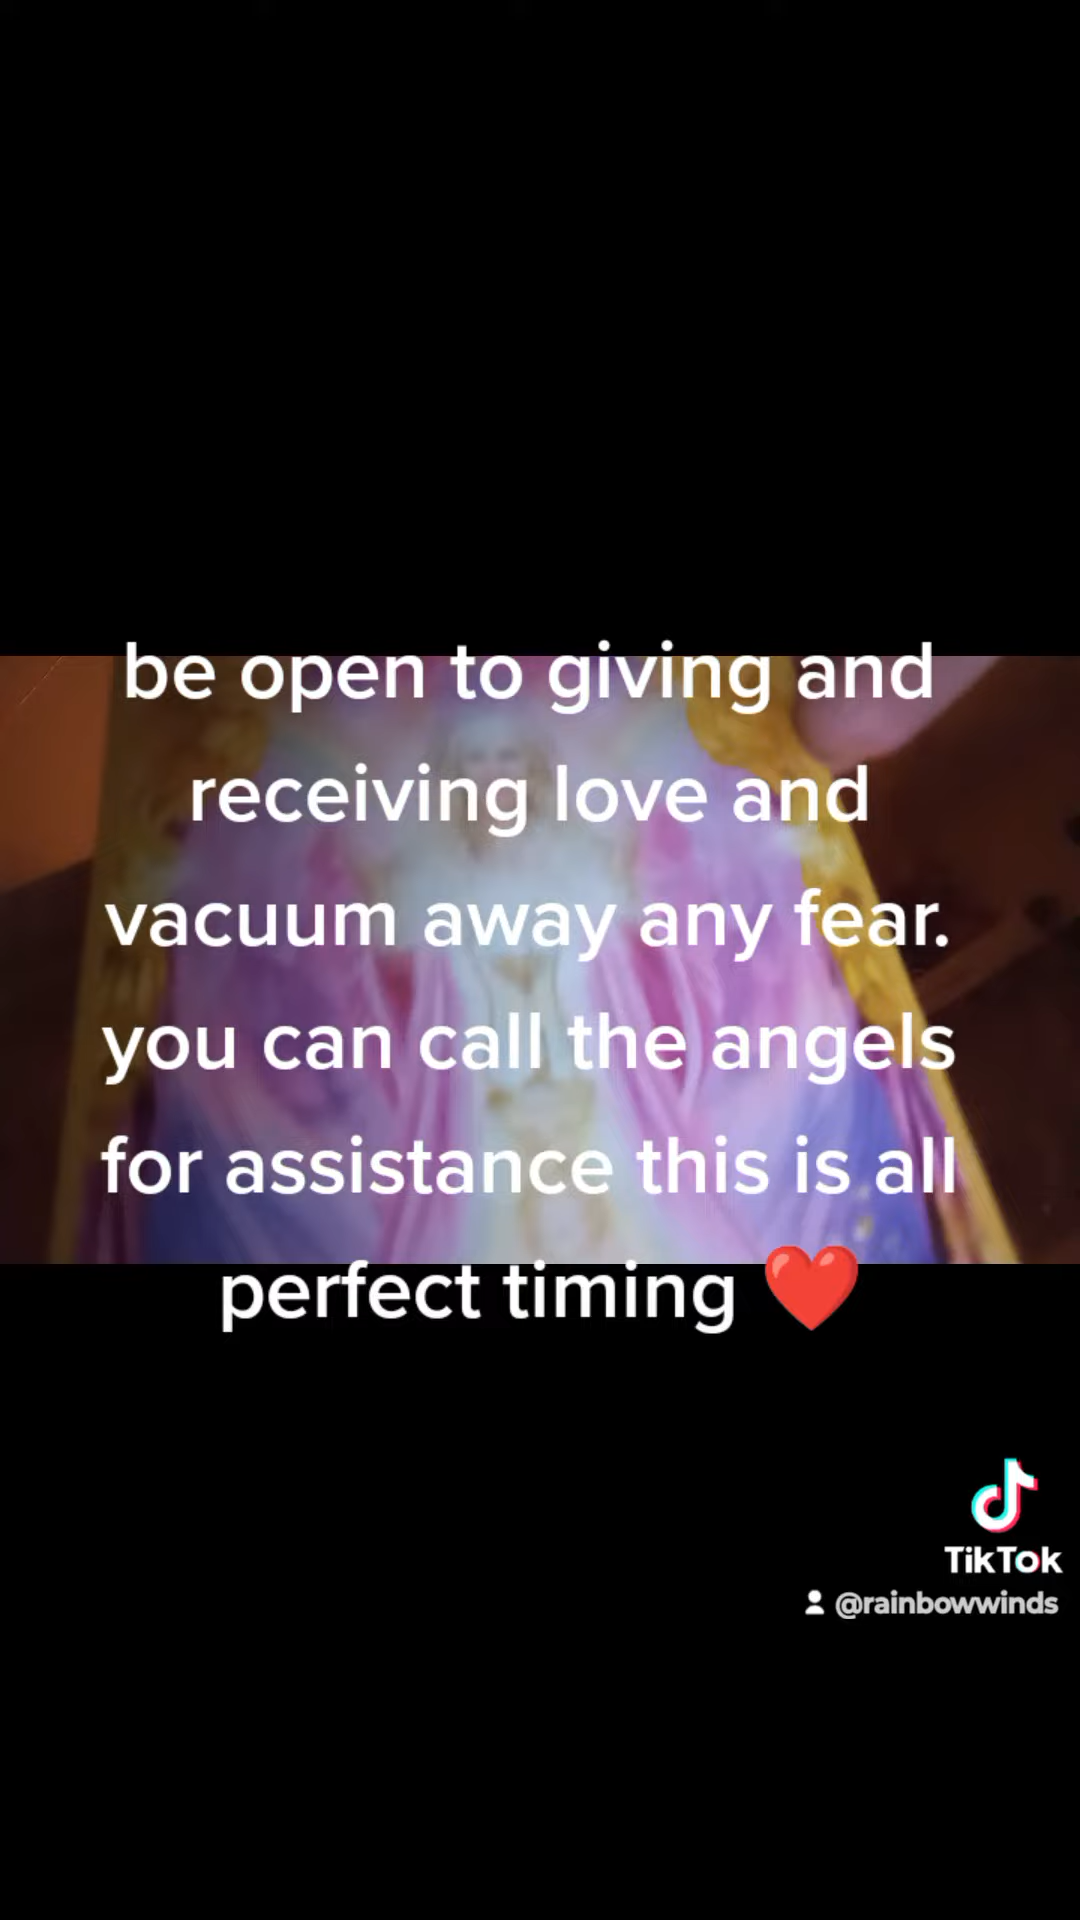 be open to giving and
receiving love and
vacuum away any fear.
you can call the angels
for assistance this is all
perfect timing ❤️
TikTok
@rainbowwinds